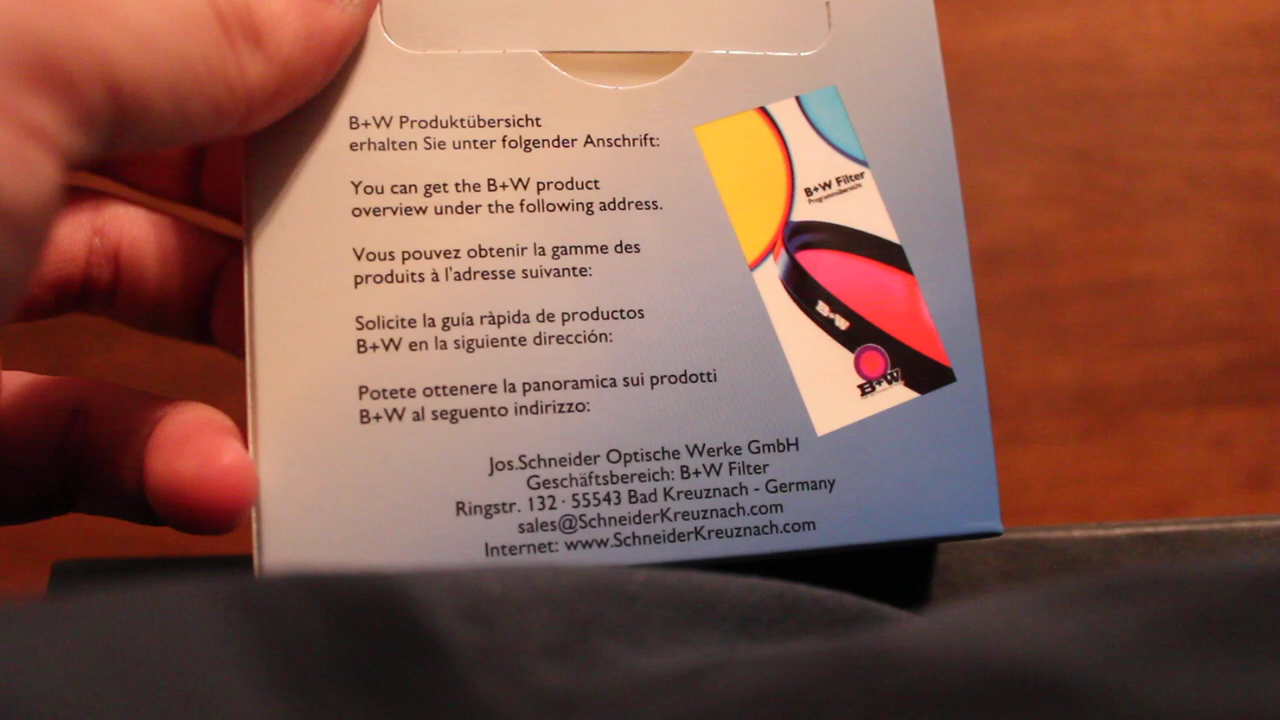 B+W Produktübersicht
erhalten Sie unter folgender Anschrift:
You can get the B+W product
overview under the following address.
Vous pouvez obtenir la gamme des
produits à l'adresse suivante:
Solicite la guía ràpida de productos
B+W en la siguiente dirección:
Potete ottenere la panoramica sui prodotti
B+W al seguento indirizzo:
Jos.Schneider Optische Werke GmbH
Geschäftsbereich: B+W Filter
Ringstr. 132 · 55543 Bad Kreuznach - Germany
sales@SchneiderKreuznach.com
Internet: www.SchneiderKreuznach.com
B+W Filter
Programmübersicht
B+W
B+W